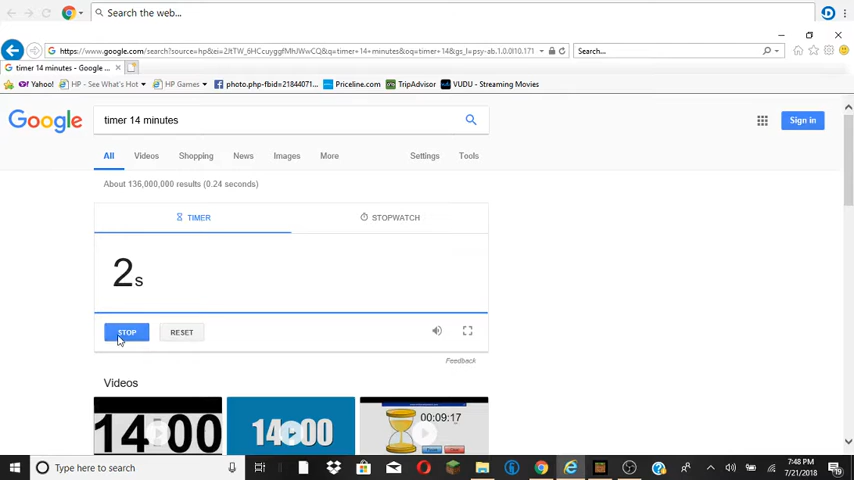 Search the web...
https://www.google.com/search?source=hp&ei=2RTW_6HCcuyggfMhJWwCQ&q=timer+14+minutes&oq=timer+14&gs_l=psy-ab.1.0.0l10.171
Search...
timer 14 minutes - Google ...
Yahoo!
HP - See What's Hot
HP Games
photo.php-fbid=21844071...
Priceline.com
TripAdvisor
VUDU - Streaming Movies
Google
timer 14 minutes
Sign in
All Videos Shopping News Images More Settings Tools
About 136,000,000 results (0.24 seconds)
TIMER STOPWATCH
2s
STOP RESET
Feedback
Videos
14:00 14:00 00:09:17
Type here to search
7:48 PM
7/21/2018
19